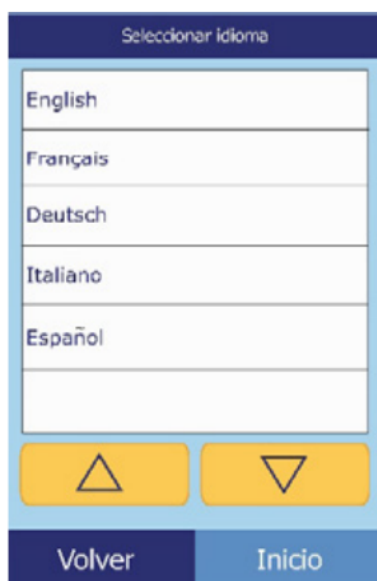 Seleccionar idioma
English
Français
Deutsch
Italiano
Español
Volver Inicio